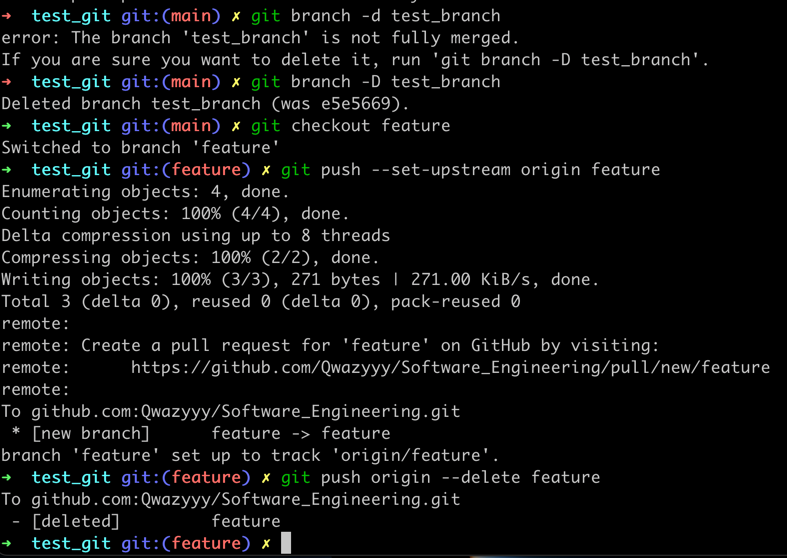 ➜  test_git git:(main) ✗ git branch -d test_branch
error: The branch 'test_branch' is not fully merged.
If you are sure you want to delete it, run 'git branch -D test_branch'.
➜  test_git git:(main) ✗ git branch -D test_branch
Deleted branch test_branch (was e5e5669).
➜  test_git git:(main) ✗ git checkout feature
Switched to branch 'feature'
➜  test_git git:(feature) ✗ git push --set-upstream origin feature
Enumerating objects: 4, done.
Counting objects: 100% (4/4), done.
Delta compression using up to 8 threads
Compressing objects: 100% (2/2), done.
Writing objects: 100% (3/3), 271 bytes | 271.00 KiB/s, done.
Total 3 (delta 0), reused 0 (delta 0), pack-reused 0
remote:
remote: Create a pull request for 'feature' on GitHub by visiting:
remote:      https://github.com/Qwazyyy/Software_Engineering/pull/new/feature
remote:
To github.com:Qwazyyy/Software_Engineering.git
 * [new branch]      feature -> feature
branch 'feature' set up to track 'origin/feature'.
➜  test_git git:(feature) ✗ git push origin --delete feature
To github.com:Qwazyyy/Software_Engineering.git
 - [deleted]         feature
➜  test_git git:(feature) ✗